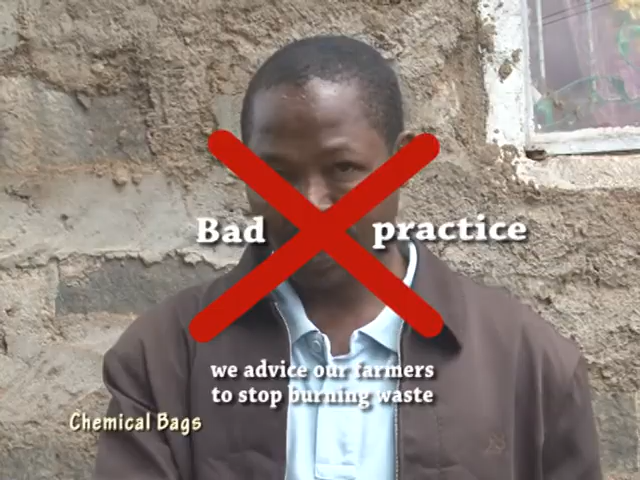 Bad practice
we advice our farmers
to stop burning waste
Chemical Bags